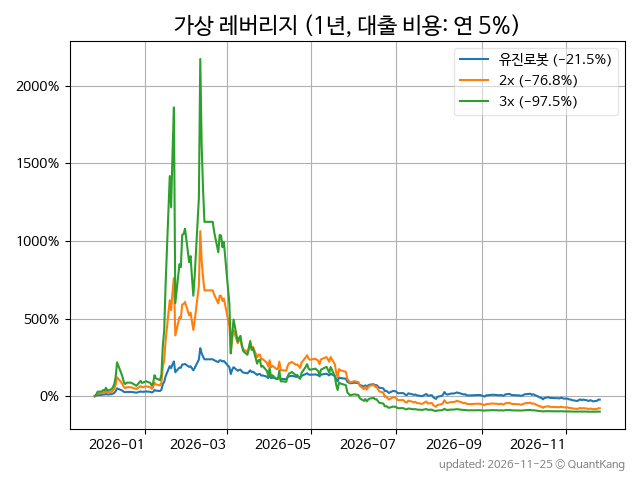 가상 레버리지 (1년, 대출 비용: 연 5%)
유진로봇 (-21.5%)
2x (-76.8%)
3x (-97.5%)
2000%
1500%
1000%
500%
0%
2026-01 2026-03 2026-05 2026-07 2026-09 2026-11
updated: 2026-11-25 © QuantKang